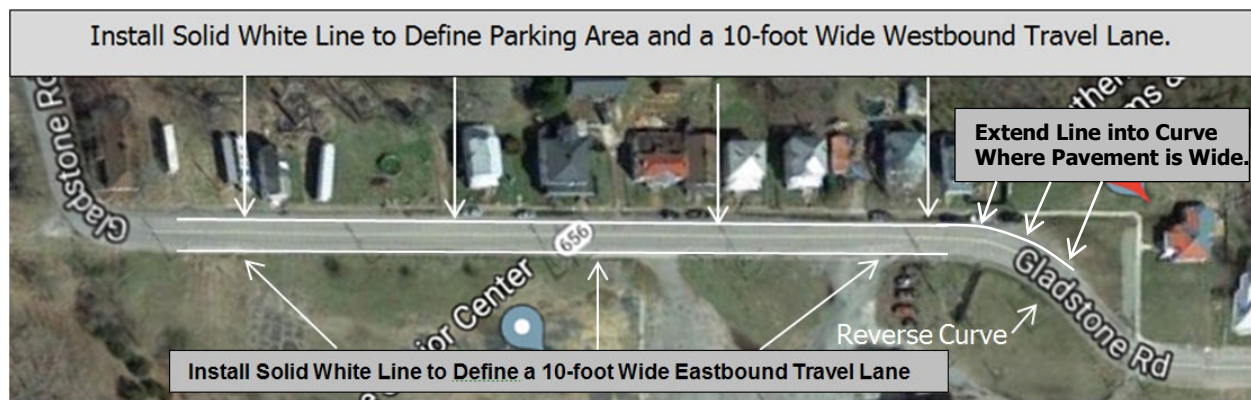 Install Solid White Line to Define Parking Area and a 10-foot Wide Westbound Travel Lane.
Extend Line into Curve
Where Pavement is Wide.
Gladstone Rd
656
Gladstone Rd
Reverse Curve
Install Solid White Line to Define a 10-foot Wide Eastbound Travel Lane